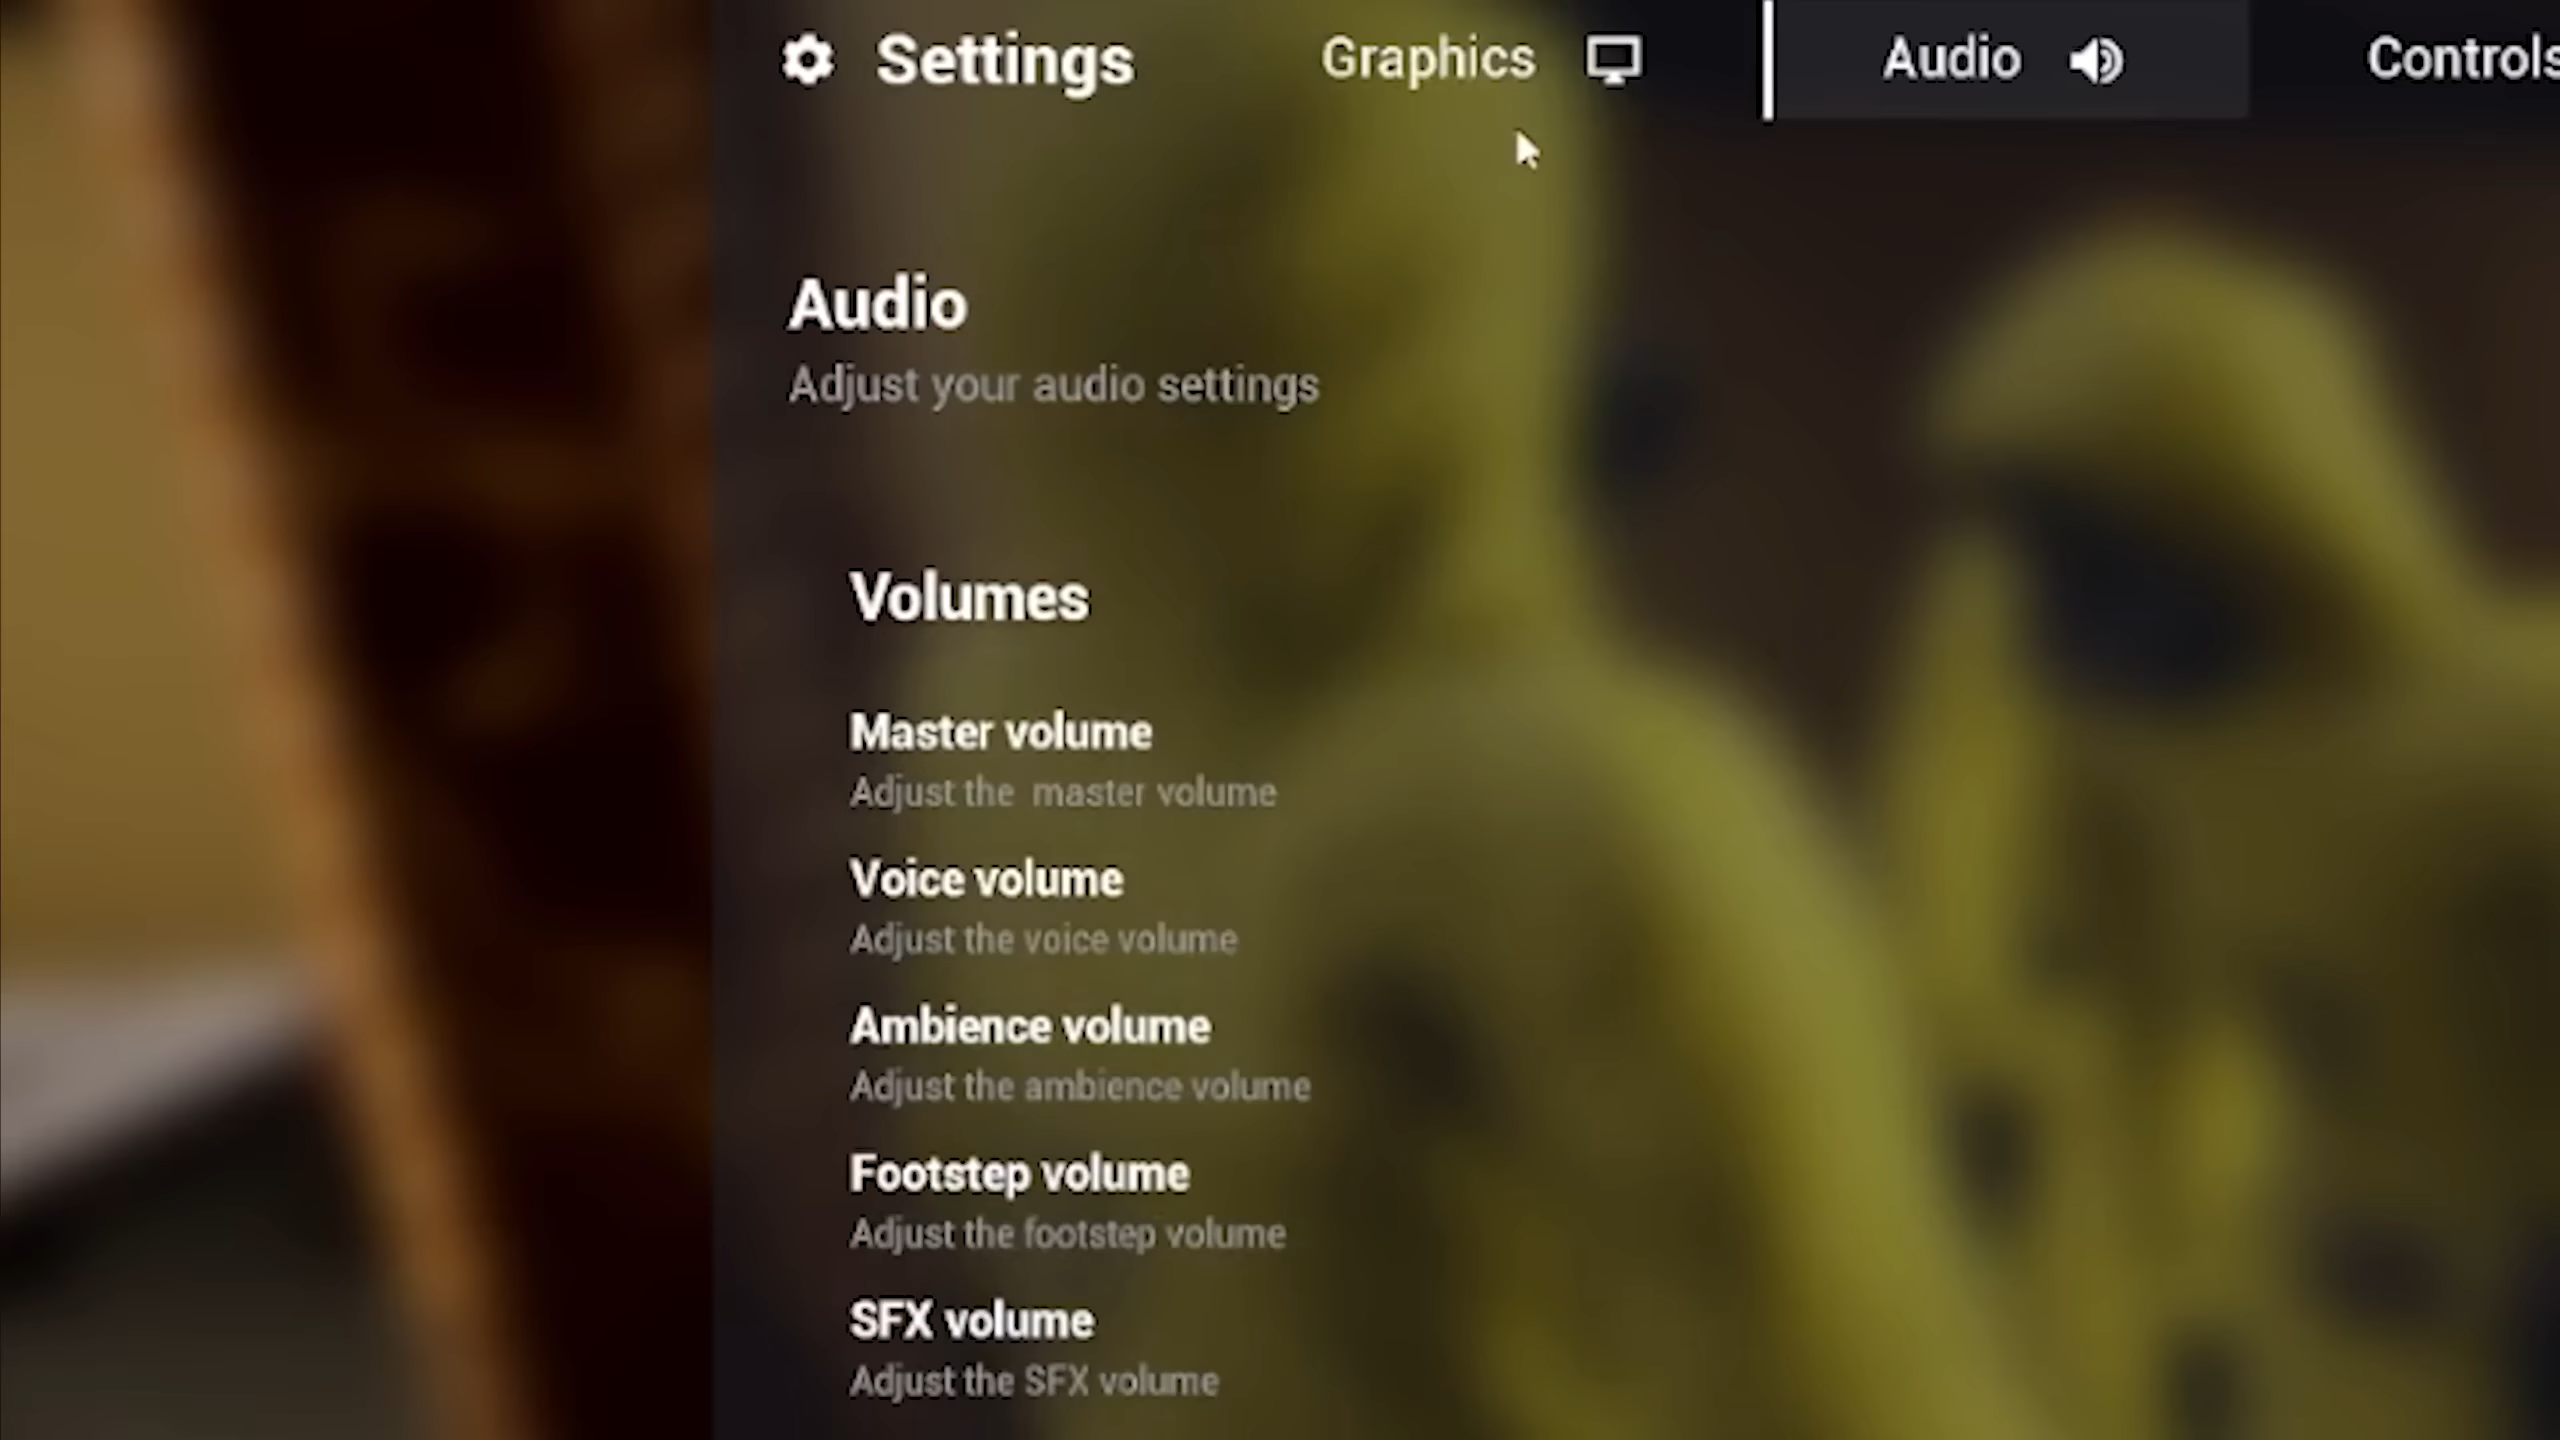 Settings
Graphics
Audio
Controls
Audio
Adjust your audio settings
Volumes
Master volume
Adjust the  master volume
Voice volume
Adjust the voice volume
Ambience volume
Adjust the ambience volume
Footstep volume
Adjust the footstep volume
SFX volume
Adjust the SFX volume